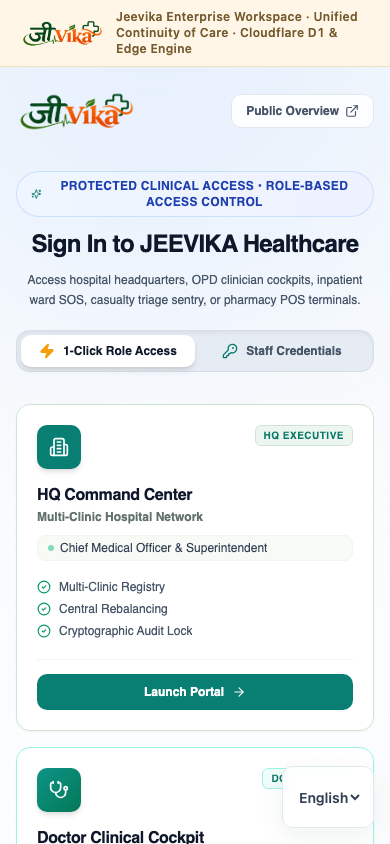 जीVika
Jeevika Enterprise Workspace · Unified
Continuity of Care · Cloudflare D1 &
Edge Engine
जीVika
Public Overview
PROTECTED CLINICAL ACCESS • ROLE-BASED
ACCESS CONTROL
Sign In to JEEVIKA Healthcare
Access hospital headquarters, OPD clinician cockpits, inpatient
ward SOS, casualty triage sentry, or pharmacy POS terminals.
1-Click Role Access
Staff Credentials
HQ EXECUTIVE
HQ Command Center
Multi-Clinic Hospital Network
Chief Medical Officer & Superintendent
Multi-Clinic Registry
Central Rebalancing
Cryptographic Audit Lock
Launch Portal
English
Doctor Clinical Cockpit